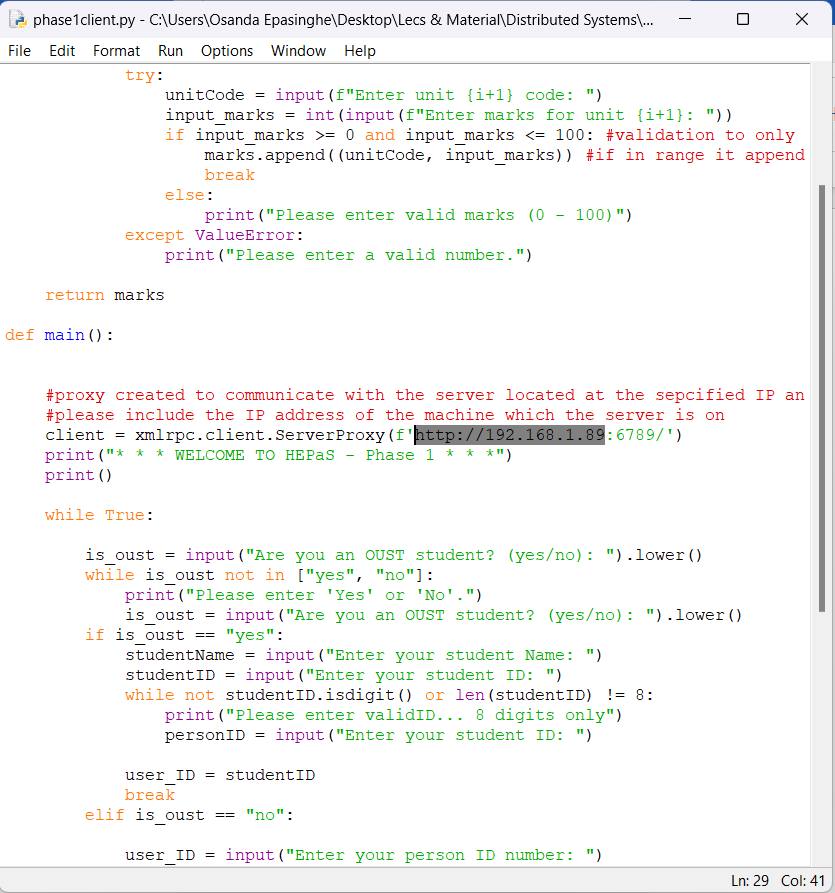 phase1client.py - C:\Users\Osanda Epasinghe\Desktop\Lecs & Material\Distributed Systems\...
File Edit Format Run Options Window Help
            try:
                unitCode = input(f"Enter unit {i+1} code: ")
                input_marks = int(input(f"Enter marks for unit {i+1}: "))
                if input_marks >= 0 and input_marks <= 100: #validation to only
                    marks.append((unitCode, input_marks)) #if in range it append
                    break
                else:
                    print("Please enter valid marks (0 - 100)")
            except ValueError:
                print("Please enter a valid number.")
    return marks
def main():
    #proxy created to communicate with the server located at the sepcified IP an
    #please include the IP address of the machine which the server is on
    client = xmlrpc.client.ServerProxy(f'http://192.168.1.89:6789/')
    print("* * * WELCOME TO HEPaS - Phase 1 * * *")
    print()
    while True:
        is_oust = input("Are you an OUST student? (yes/no): ").lower()
        while is_oust not in ["yes", "no"]:
            print("Please enter 'Yes' or 'No'.")
            is_oust = input("Are you an OUST student? (yes/no): ").lower()
        if is_oust == "yes":
            studentName = input("Enter your student Name: ")
            studentID = input("Enter your student ID: ")
            while not studentID.isdigit() or len(studentID) != 8:
                print("Please enter validID... 8 digits only")
                personID = input("Enter your student ID: ")
            user_ID = studentID
            break
        elif is_oust == "no":
            user_ID = input("Enter your person ID number: ")
Ln: 29 Col: 41